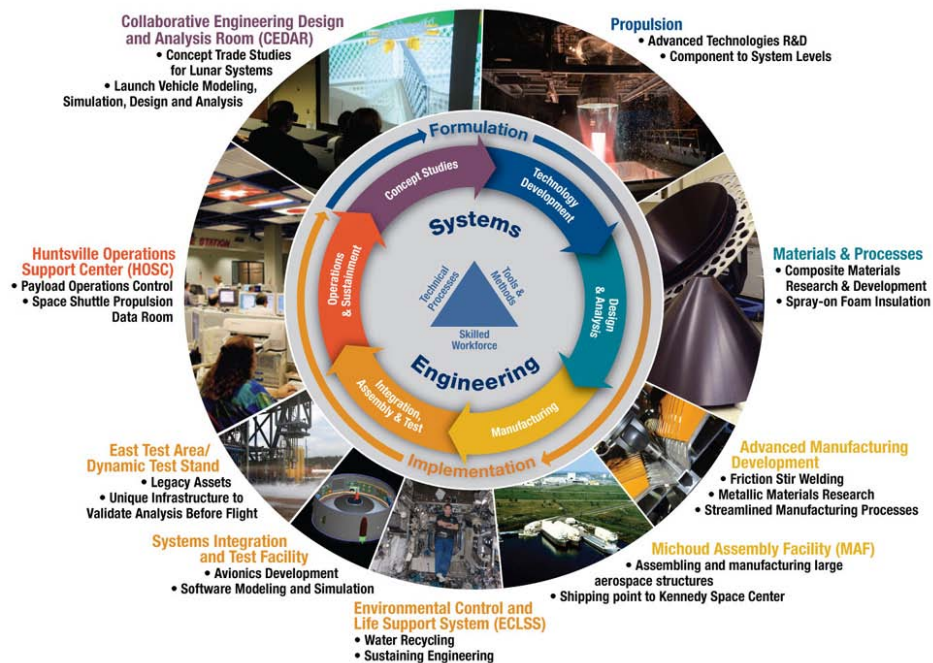 Collaborative Engineering Design
and Analysis Room (CEDAR)
• Concept Trade Studies
for Lunar Systems
• Launch Vehicle Modeling,
Simulation, Design and Analysis
Propulsion
• Advanced Technologies R&D
• Component to System Levels
Formulation
Concept Studies
Technology
Development
Systems
Huntsville Operations
Support Center (HOSC)
• Payload Operations Control
• Space Shuttle Propulsion
Data Room
Operations
& Sustainment
Technical
Processes
Tools &
Methods
Skilled
Workforce
Design
& Analysis
Materials & Processes
• Composite Materials
Research & Development
• Spray-on Foam Insulation
Engineering
Integration,
Assembly & Test
Manufacturing
Implementation
East Test Area/
Dynamic Test Stand
• Legacy Assets
• Unique Infrastructure to
Validate Analysis Before Flight
Advanced Manufacturing
Development
• Friction Stir Welding
• Metallic Materials Research
• Streamlined Manufacturing Processes
Systems Integration
and Test Facility
• Avionics Development
• Software Modeling and Simulation
Michoud Assembly Facility (MAF)
• Assembling and manufacturing large
aerospace structures
• Shipping point to Kennedy Space Center
Environmental Control and
Life Support System (ECLSS)
• Water Recycling
• Sustaining Engineering